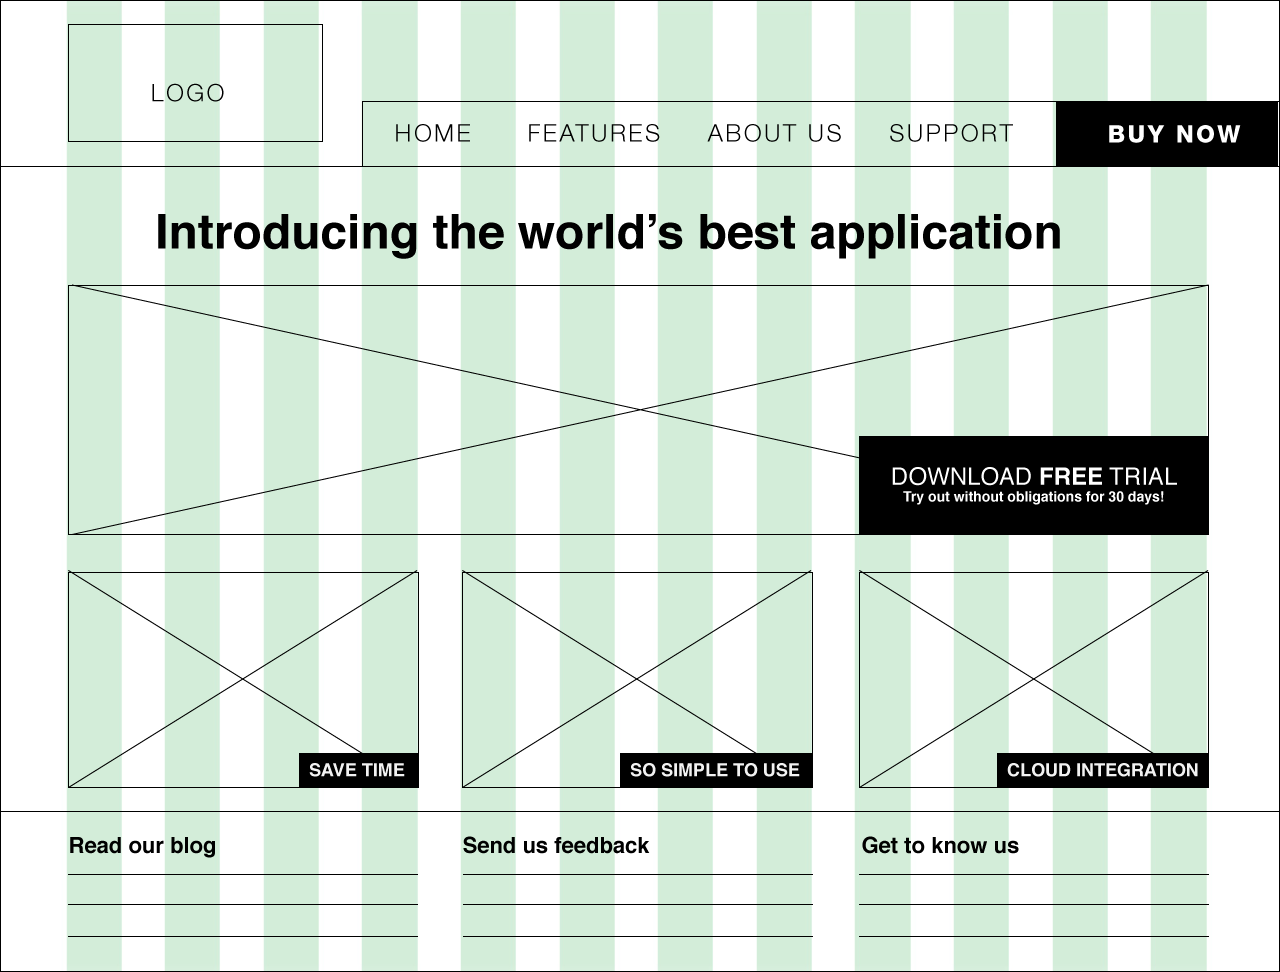 LOGO
HOME FEATURES ABOUT US SUPPORT BUY NOW
Introducing the world’s best application
DOWNLOAD FREE TRIAL
Try out without obligations for 30 days!
SAVE TIME
SO SIMPLE TO USE
CLOUD INTEGRATION
Read our blog
Send us feedback
Get to know us